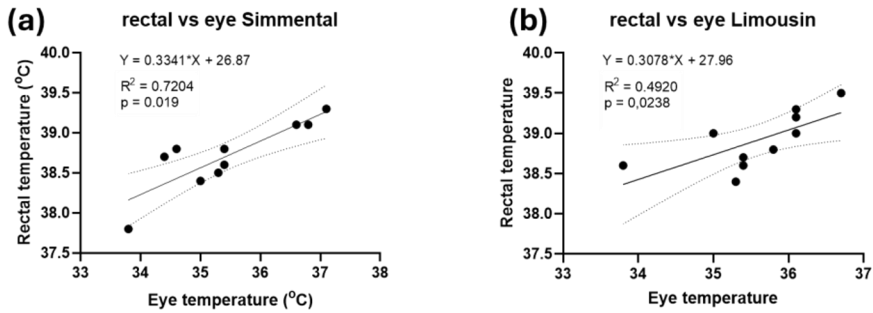 (a)
rectal vs eye Simmental
Y = 0.3341*X + 26.87
R² = 0.7204
p = 0.019
Rectal temperature (°C)
40.0
39.5
39.0
38.5
38.0
37.5
33 34 35 36 37 38
Eye temperature (°C)
(b)
rectal vs eye Limousin
Y = 0.3078*X + 27.96
R² = 0.4920
p = 0,0238
Rectal temperature
40.0
39.5
39.0
38.5
38.0
37.5
33 34 35 36 37
Eye temperature